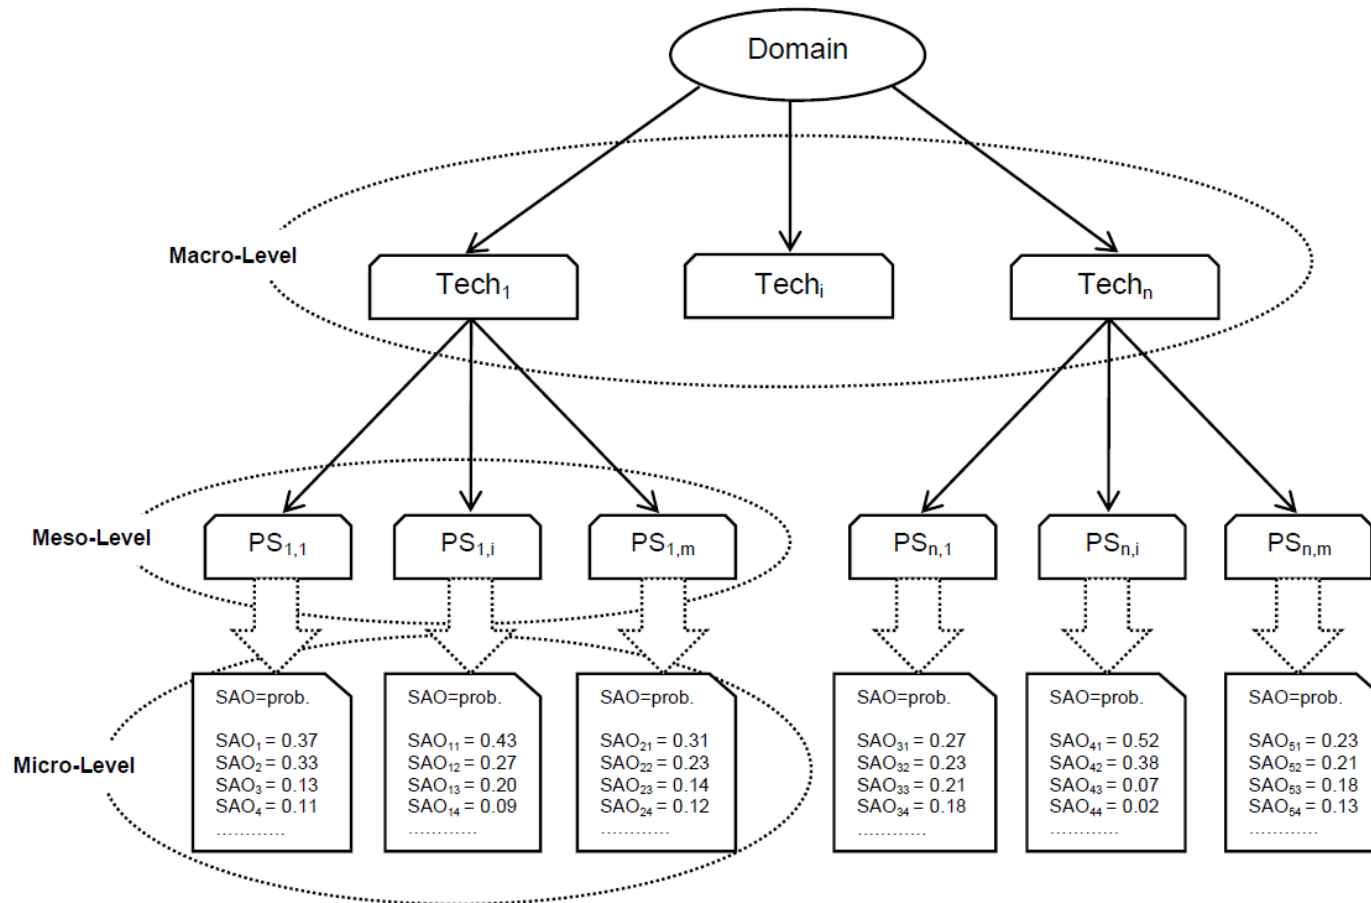 Domain
Macro-Level
Tech₁
Techᵢ
Techₙ
Meso-Level
PS₁,₁
PS₁,ᵢ
PS₁,ₘ
PSₙ,₁
PSₙ,ᵢ
PSₙ,ₘ
Micro-Level
SAO=prob.
SAO₁ = 0.37
SAO₂ = 0.33
SAO₃ = 0.13
SAO₄ = 0.11
............
SAO=prob.
SAO₁₁ = 0.43
SAO₁₂ = 0.27
SAO₁₃ = 0.20
SAO₁₄ = 0.09
............
SAO=prob.
SAO₂₁ = 0.31
SAO₂₂ = 0.23
SAO₂₃ = 0.14
SAO₂₄ = 0.12
............
SAO=prob.
SAO₃₁ = 0.27
SAO₃₂ = 0.23
SAO₃₃ = 0.21
SAO₃₄ = 0.18
............
SAO=prob.
SAO₄₁ = 0.52
SAO₄₂ = 0.38
SAO₄₃ = 0.07
SAO₄₄ = 0.02
............
SAO=prob.
SAO₅₁ = 0.23
SAO₅₂ = 0.21
SAO₅₃ = 0.18
SAO₅₄ = 0.13
............